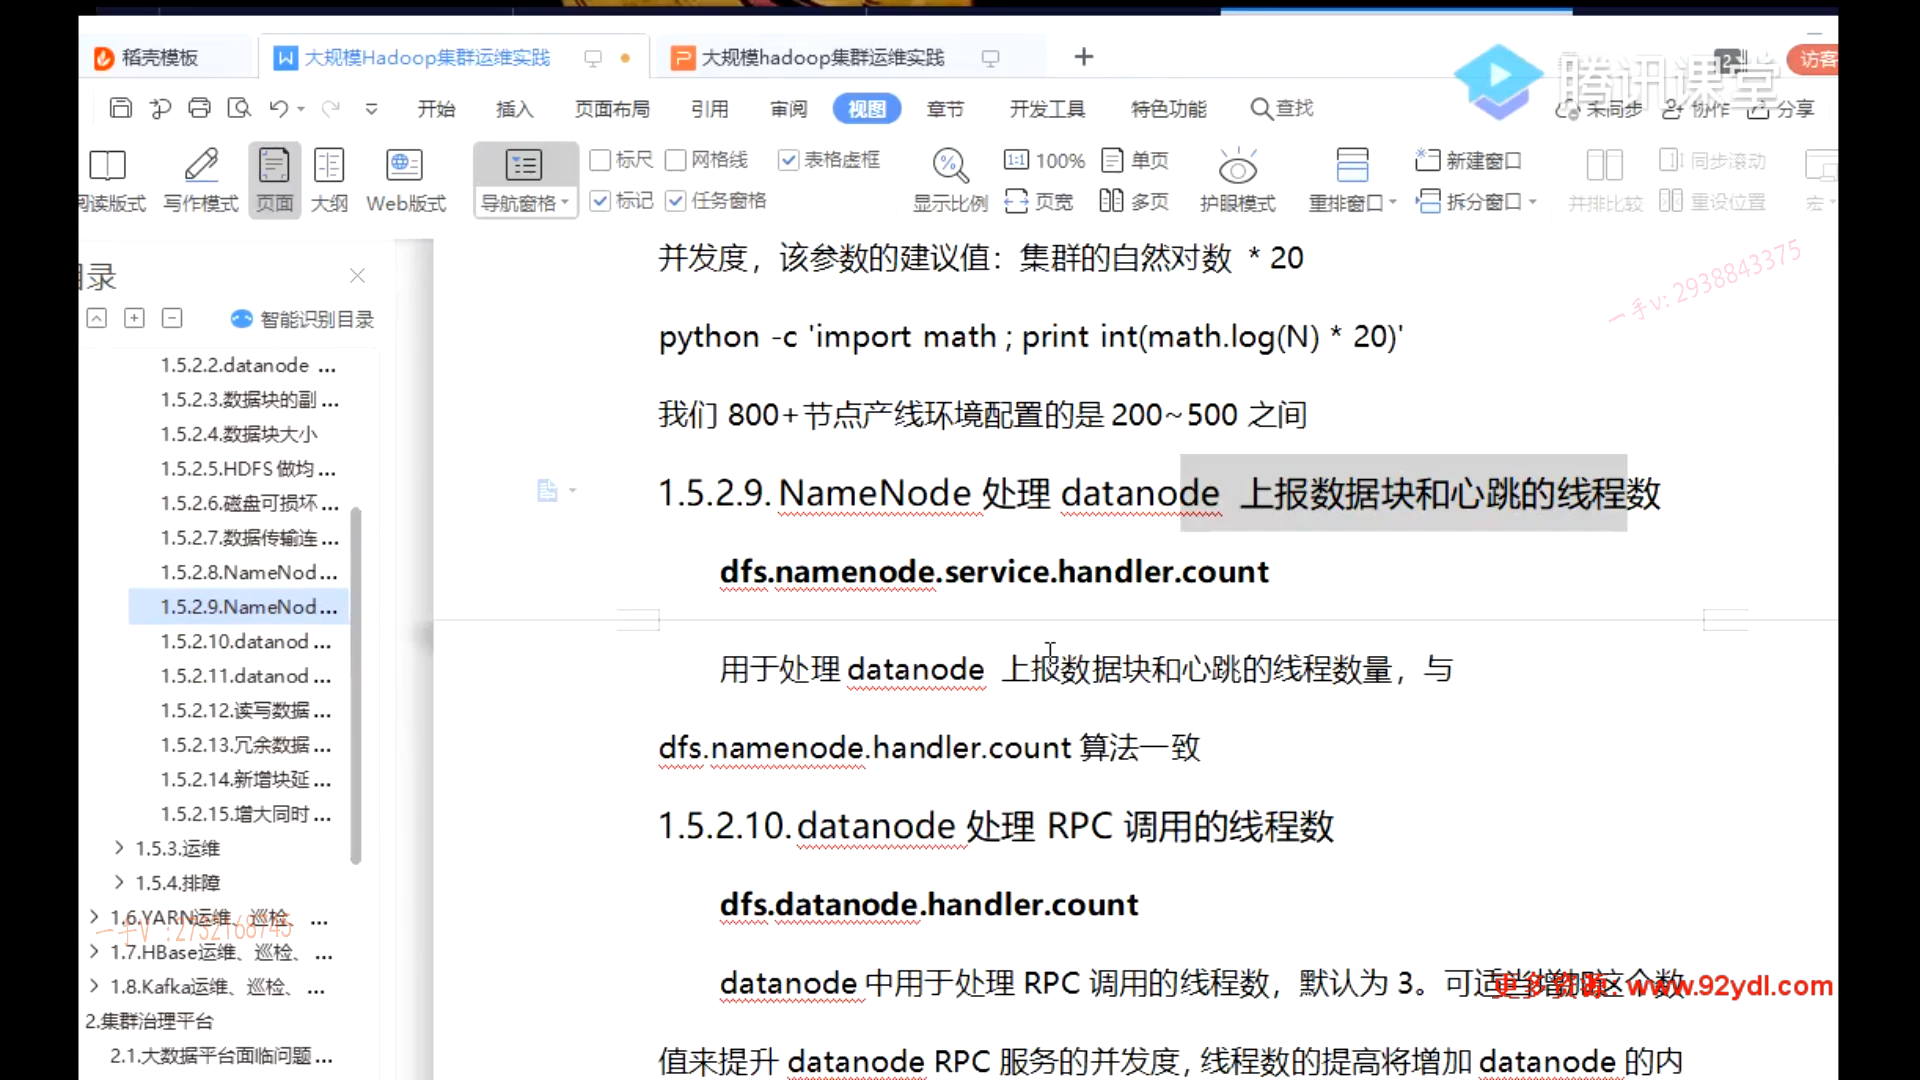 稻壳模板
大规模Hadoop集群运维实践
大规模hadoop集群运维实践
访客
腾讯课堂
开始 插入 页面布局 引用 审阅 视图 章节 开发工具 特色功能 查找
未同步 协作 分享
阅读版式 写作模式 页面 大纲 Web版式 导航窗格
标尺 网格线 表格虚框
标记 任务窗格
显示比例 100% 单页
页宽 多页
护眼模式 重排窗口 新建窗口
拆分窗口
并排比较 同步滚动
重设位置
宏
目录
智能识别目录
1.5.2.2.datanode ...
1.5.2.3.数据块的副 ...
1.5.2.4.数据块大小
1.5.2.5.HDFS 做均 ...
1.5.2.6.磁盘可损坏 ...
1.5.2.7.数据传输连 ...
1.5.2.8.NameNod ...
1.5.2.9.NameNod ...
1.5.2.10.datanod ...
1.5.2.11.datanod ...
1.5.2.12.读写数据 ...
1.5.2.13.冗余数据 ...
1.5.2.14.新增块延 ...
1.5.2.15.增大同时 ...
1.5.3.运维
1.5.4.排障
1.6.YARN运维、巡检、 ...
1.7.HBase运维、巡检、 ...
1.8.Kafka运维、巡检、 ...
2.集群治理平台
2.1.大数据平台面临问题 ...
一手V :2732168745
并发度，该参数的建议值：集群的自然对数 * 20
一手v: 2938843375
python -c 'import math ; print int(math.log(N) * 20)'
我们 800+节点产线环境配置的是 200~500 之间
1.5.2.9. NameNode 处理 datanode 上报数据块和心跳的线程数
dfs.namenode.service.handler.count
用于处理 datanode 上报数据块和心跳的线程数量，与
dfs.namenode.handler.count 算法一致
1.5.2.10. datanode 处理 RPC 调用的线程数
dfs.datanode.handler.count
datanode 中用于处理 RPC 调用的线程数，默认为 3。可适当增加这个数
更多资源：www.92ydl.com
值来提升 datanode RPC 服务的并发度, 线程数的提高将增加 datanode 的内